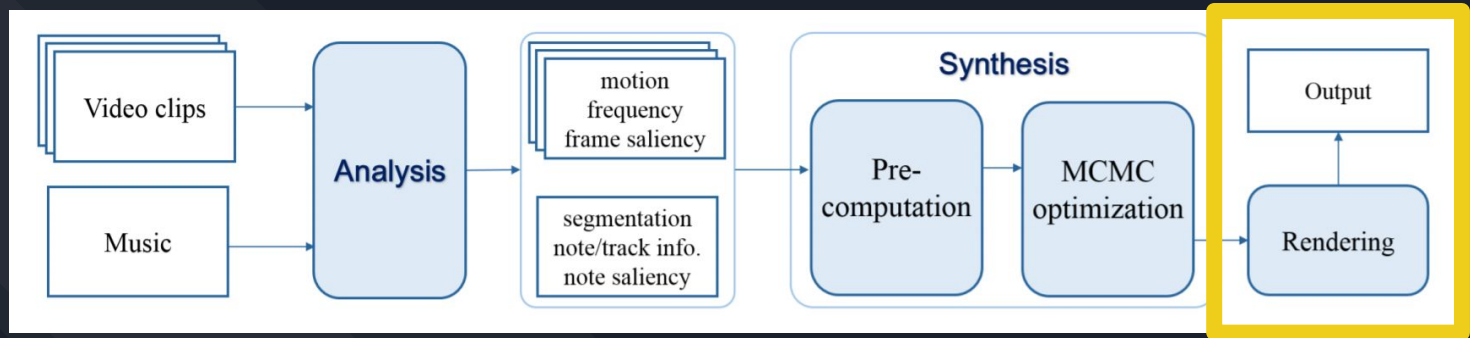 Video clips
Music
Analysis
motion
frequency
frame saliency
segmentation
note/track info.
note saliency
Synthesis
Pre-
computation
MCMC
optimization
Output
Rendering